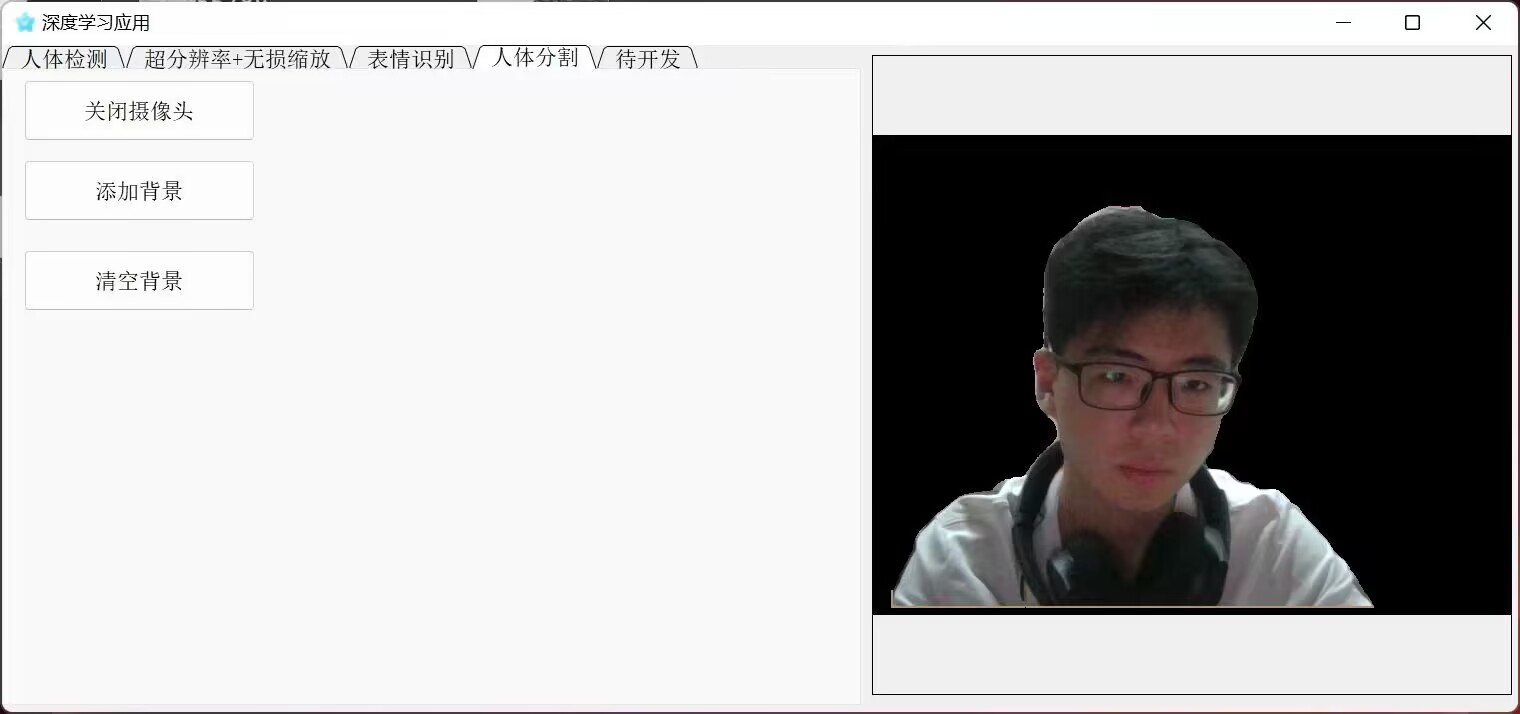 深度学习应用
人体检测 超分辨率+无损缩放 表情识别 人体分割 待开发
关闭摄像头
添加背景
清空背景